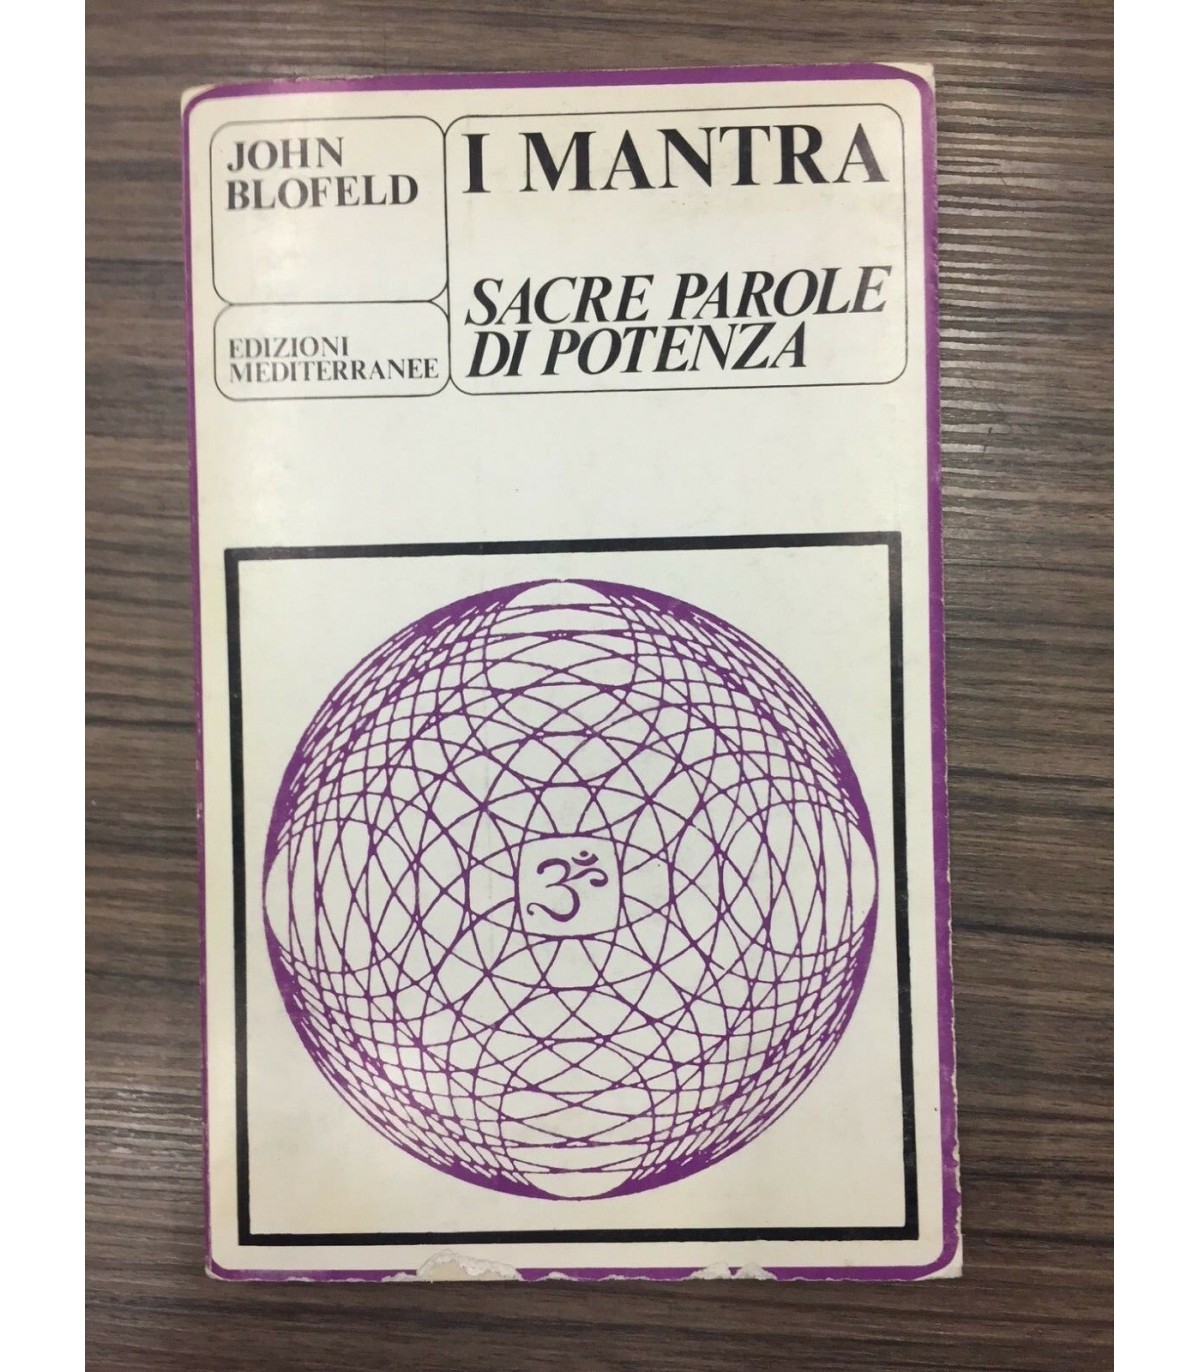 JOHN
BLOFELD
I MANTRA
SACRE PAROLE
DI POTENZA
EDIZIONI
MEDITERRANEE
ॐ